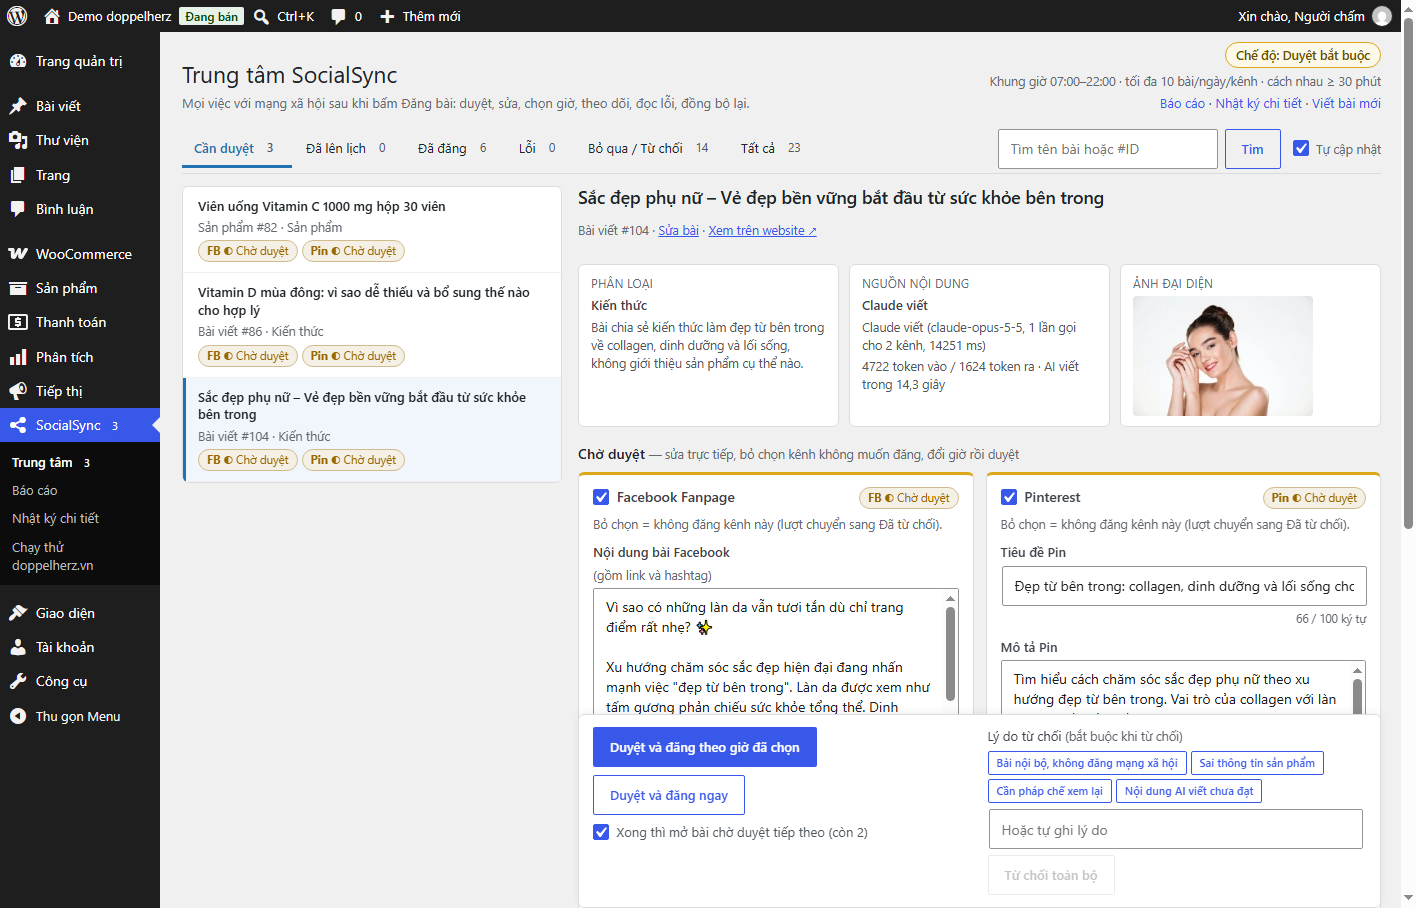 Demo doppelherz Đang bán Ctrl+K 0 Thêm mới
Xin chào, Người chấm
Trang quản trị
Bài viết
Thư viện
Trang
Bình luận
WooCommerce
Sản phẩm
Thanh toán
Phân tích
Tiếp thị
SocialSync 3
Trung tâm 3
Báo cáo
Nhật ký chi tiết
Chạy thử
doppelherz.vn
Giao diện
Tài khoản
Công cụ
Thu gọn Menu
Trung tâm SocialSync
Mọi việc với mạng xã hội sau khi bấm Đăng bài: duyệt, sửa, chọn giờ, theo dõi, đọc lỗi, đồng bộ lại.
Chế độ: Duyệt bắt buộc
Khung giờ 07:00–22:00 · tối đa 10 bài/ngày/kênh · cách nhau ≥ 30 phút
Báo cáo · Nhật ký chi tiết · Viết bài mới
Cần duyệt 3 Đã lên lịch 0 Đã đăng 6 Lỗi 0 Bỏ qua / Từ chối 14 Tất cả 23
Tìm tên bài hoặc #ID Tìm Tự cập nhật
Viên uống Vitamin C 1000 mg hộp 30 viên
Sản phẩm #82 · Sản phẩm
FB Chờ duyệt Pin Chờ duyệt
Vitamin D mùa đông: vì sao dễ thiếu và bổ sung thế nào
cho hợp lý
Bài viết #86 · Kiến thức
FB Chờ duyệt Pin Chờ duyệt
Sắc đẹp phụ nữ – Vẻ đẹp bền vững bắt đầu từ sức khỏe
bên trong
Bài viết #104 · Kiến thức
FB Chờ duyệt Pin Chờ duyệt
Sắc đẹp phụ nữ – Vẻ đẹp bền vững bắt đầu từ sức khỏe bên trong
Bài viết #104 · Sửa bài · Xem trên website ↗
PHÂN LOẠI
Kiến thức
Bài chia sẻ kiến thức làm đẹp từ bên trong
về collagen, dinh dưỡng và lối sống,
không giới thiệu sản phẩm cụ thể nào.
NGUỒN NỘI DUNG
Claude viết
Claude viết (claude-opus-5-5, 1 lần gọi
cho 2 kênh, 14251 ms)
4722 token vào / 1624 token ra · AI viết
trong 14,3 giây
ẢNH ĐẠI DIỆN
Chờ duyệt — sửa trực tiếp, bỏ chọn kênh không muốn đăng, đổi giờ rồi duyệt
Facebook Fanpage FB Chờ duyệt
Bỏ chọn = không đăng kênh này (lượt chuyển sang Đã từ chối).
Nội dung bài Facebook
(gồm link và hashtag)
Vì sao có những làn da vẫn tươi tắn dù chỉ trang
điểm rất nhẹ? ✨
Xu hướng chăm sóc sắc đẹp hiện đại đang nhấn
mạnh việc "đẹp từ bên trong". Làn da được xem như
tấm gương phản chiếu sức khỏe tổng thể. Dinh
Pinterest Pin Chờ duyệt
Bỏ chọn = không đăng kênh này (lượt chuyển sang Đã từ chối).
Tiêu đề Pin
Đẹp từ bên trong: collagen, dinh dưỡng và lối sống chc
66 / 100 ký tự
Mô tả Pin
Tìm hiểu cách chăm sóc sắc đẹp phụ nữ theo xu
hướng đẹp từ bên trong. Vai trò của collagen với làn
Duyệt và đăng theo giờ đã chọn
Duyệt và đăng ngay
Xong thì mở bài chờ duyệt tiếp theo (còn 2)
Lý do từ chối (bắt buộc khi từ chối)
Bài nội bộ, không đăng mạng xã hội Sai thông tin sản phẩm
Cần pháp chế xem lại Nội dung AI viết chưa đạt
Hoặc tự ghi lý do
Từ chối toàn bộ